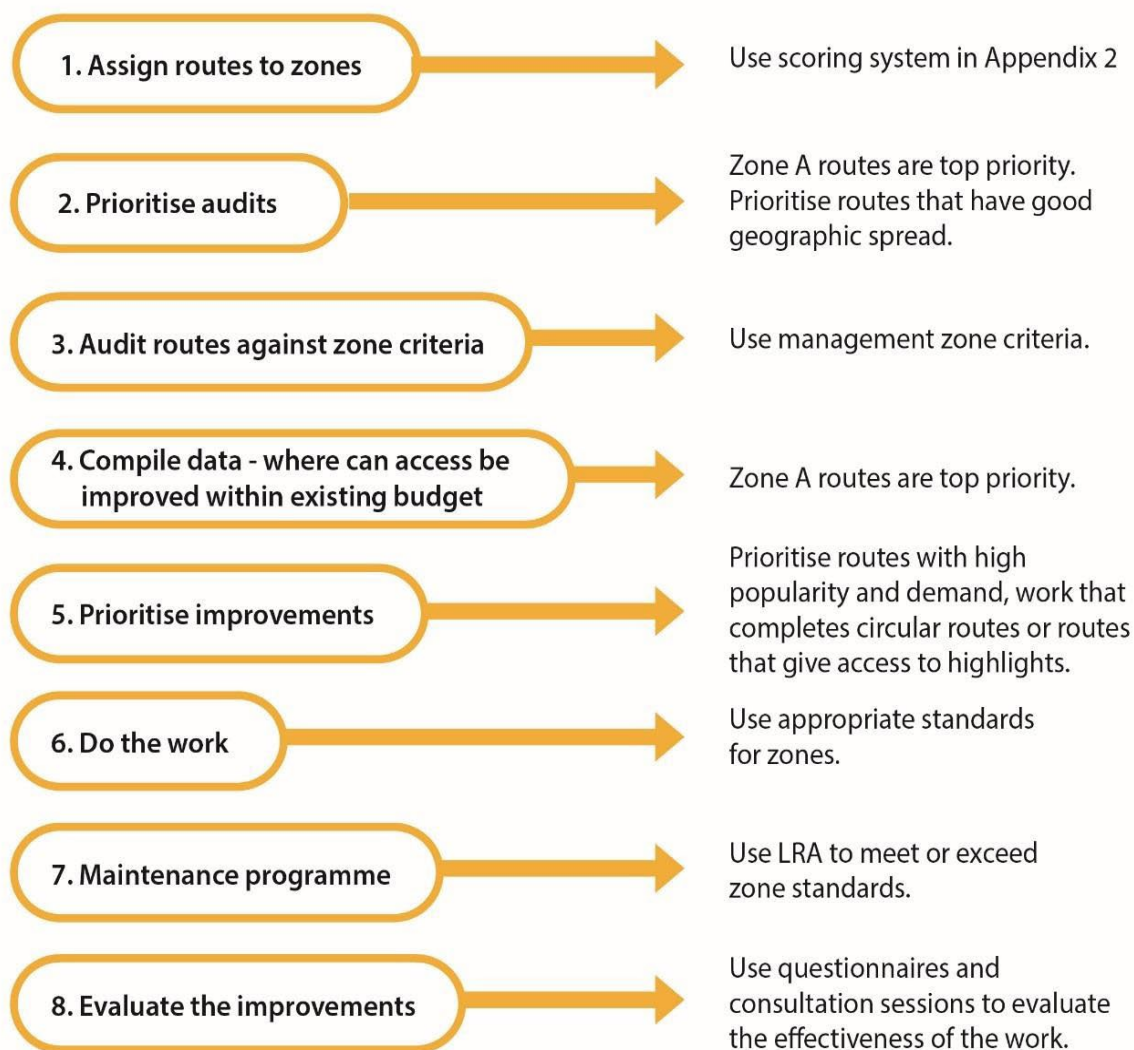 1. Assign routes to zones
Use scoring system in Appendix 2
2. Prioritise audits
Zone A routes are top priority.
Prioritise routes that have good
geographic spread.
3. Audit routes against zone criteria
Use management zone criteria.
4. Compile data - where can access be
improved within existing budget
Zone A routes are top priority.
5. Prioritise improvements
Prioritise routes with high
popularity and demand, work that
completes circular routes or routes
that give access to highlights.
6. Do the work
Use appropriate standards
for zones.
7. Maintenance programme
Use LRA to meet or exceed
zone standards.
8. Evaluate the improvements
Use questionnaires and
consultation sessions to evaluate
the effectiveness of the work.